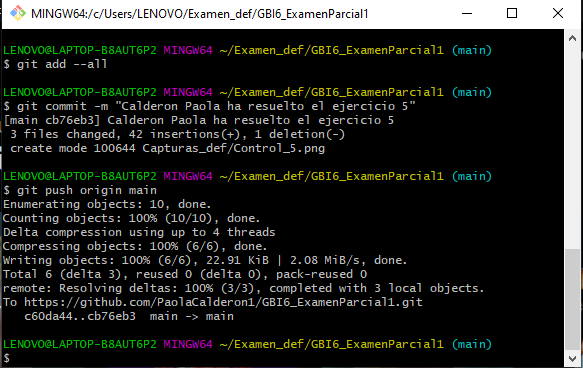 MINGW64:/c/Users/LENOVO/Examen_def/GBI6_ExamenParcial1
LENOVO@LAPTOP-B8AUT6P2 MINGW64 ~/Examen_def/GBI6_ExamenParcial1 (main)
$ git add --all
LENOVO@LAPTOP-B8AUT6P2 MINGW64 ~/Examen_def/GBI6_ExamenParcial1 (main)
$ git commit -m "Calderon Paola ha resuelto el ejercicio 5"
[main cb76eb3] Calderon Paola ha resuelto el ejercicio 5
 3 files changed, 42 insertions(+), 1 deletion(-)
 create mode 100644 Capturas_def/Control_5.png
LENOVO@LAPTOP-B8AUT6P2 MINGW64 ~/Examen_def/GBI6_ExamenParcial1 (main)
$ git push origin main
Enumerating objects: 10, done.
Counting objects: 100% (10/10), done.
Delta compression using up to 4 threads
Compressing objects: 100% (6/6), done.
Writing objects: 100% (6/6), 22.91 KiB | 2.08 MiB/s, done.
Total 6 (delta 3), reused 0 (delta 0), pack-reused 0
remote: Resolving deltas: 100% (3/3), completed with 3 local objects.
To https://github.com/PaolaCalderon1/GBI6_ExamenParcial1.git
   c60da44..cb76eb3  main -> main
LENOVO@LAPTOP-B8AUT6P2 MINGW64 ~/Examen_def/GBI6_ExamenParcial1 (main)
$